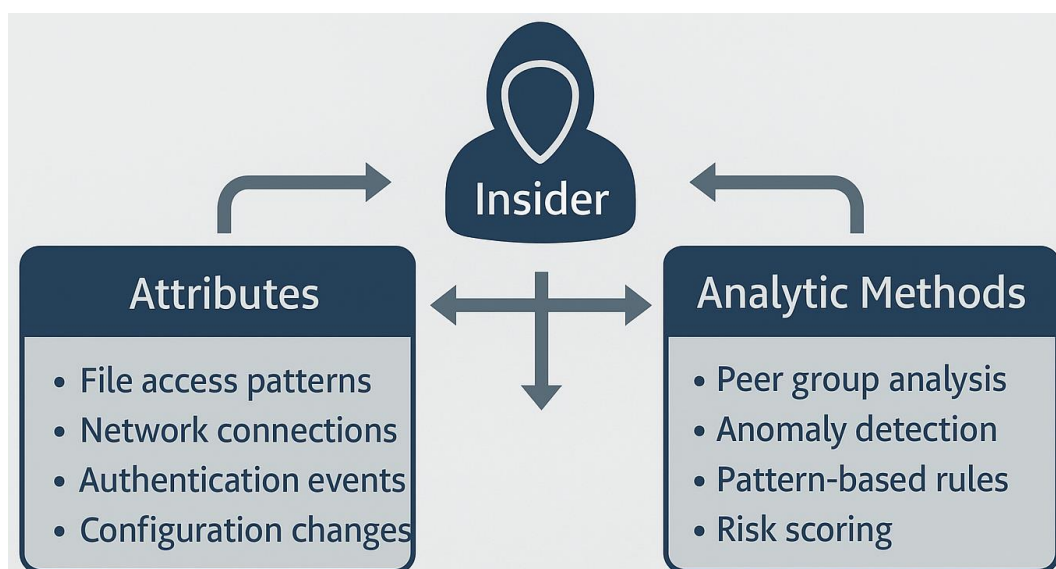 Insider
Attributes
• File access patterns
• Network connections
• Authentication events
• Configuration changes
Analytic Methods
• Peer group analysis
• Anomaly detection
• Pattern-based rules
• Risk scoring